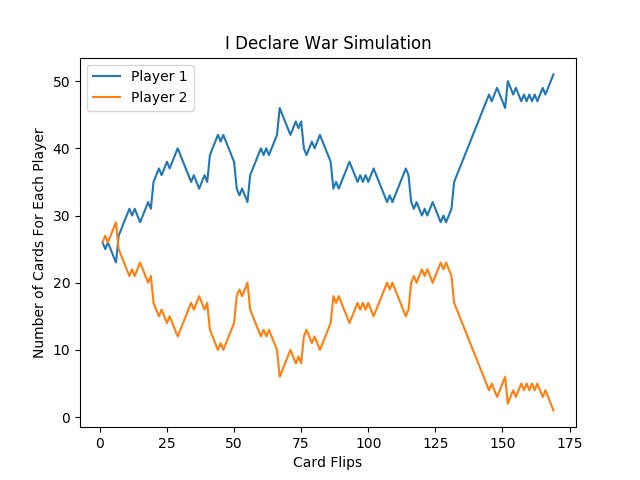 I Declare War Simulation
Player 1
Player 2
Number of Cards For Each Player
50
40
30
20
10
0
0 25 50 75 100 125 150 175
Card Flips